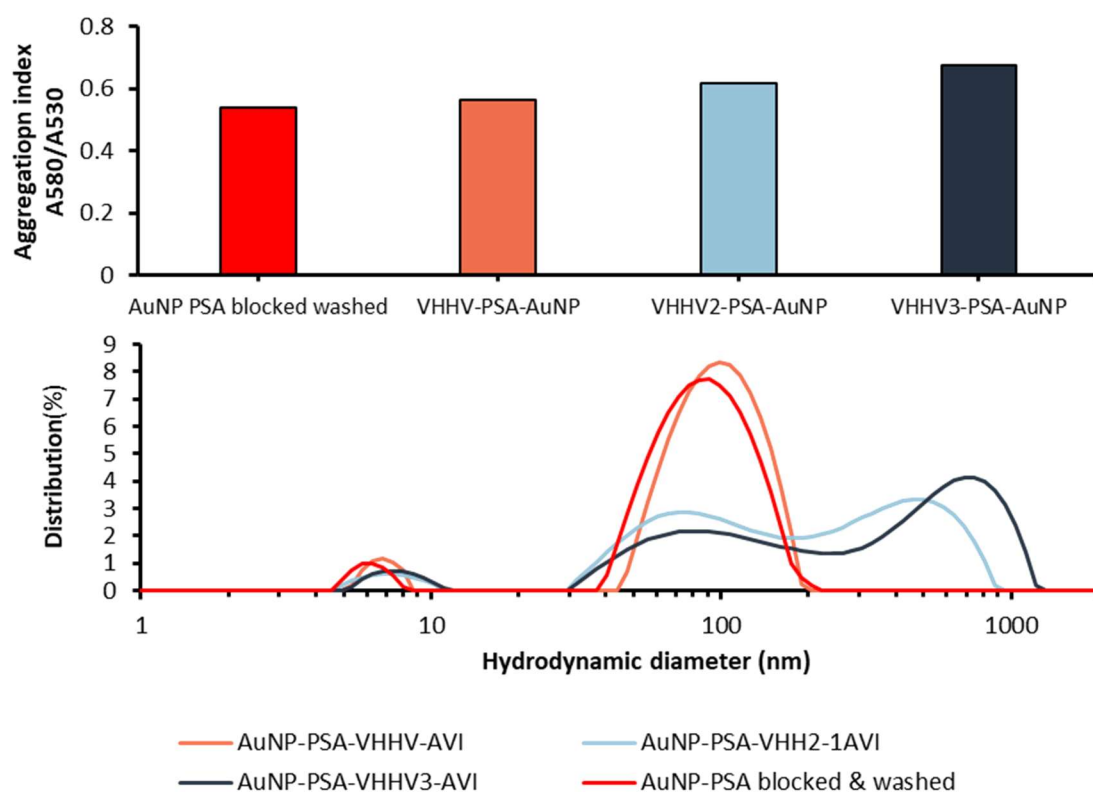 Aggregatiopn index
A580/A530
0.8
0.6
0.4
0.2
0
AuNP PSA blocked washed VHHV-PSA-AuNP VHHV2-PSA-AuNP VHHV3-PSA-AuNP
Distribution(%)
9
8
7
6
5
4
3
2
1
0
1 10 100 1000
Hydrodynamic diameter (nm)
AuNP-PSA-VHHV-AVI AuNP-PSA-VHH2-1AVI
AuNP-PSA-VHHV3-AVI AuNP-PSA blocked & washed